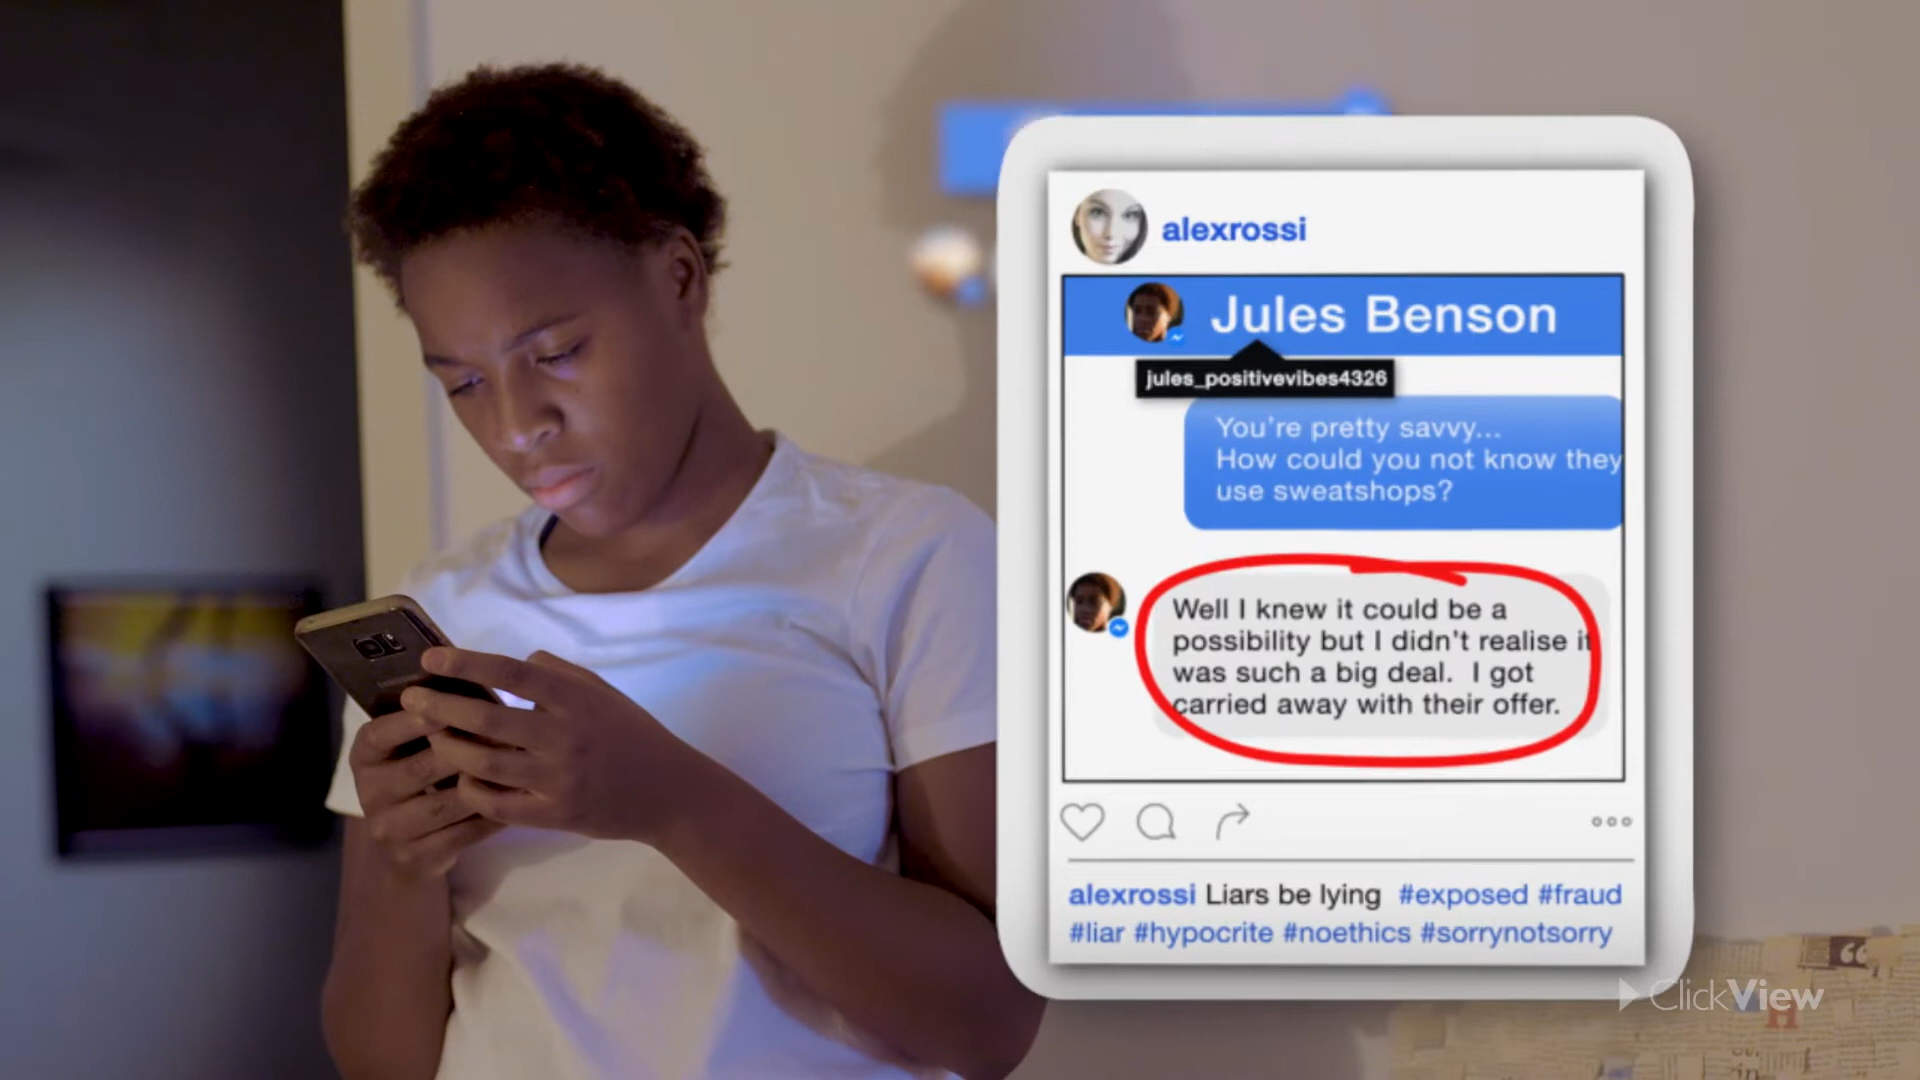 alexrossi
Jules Benson
jules_positivevibes4326
You're pretty savvy...
How could you not know they
use sweatshops?
Well I knew it could be a
possibility but I didn't realise it
was such a big deal.  I got
carried away with their offer.
alexrossi Liars be lying #exposed #fraud
#liar #hypocrite #noethics #sorrynotsorry
ClickView